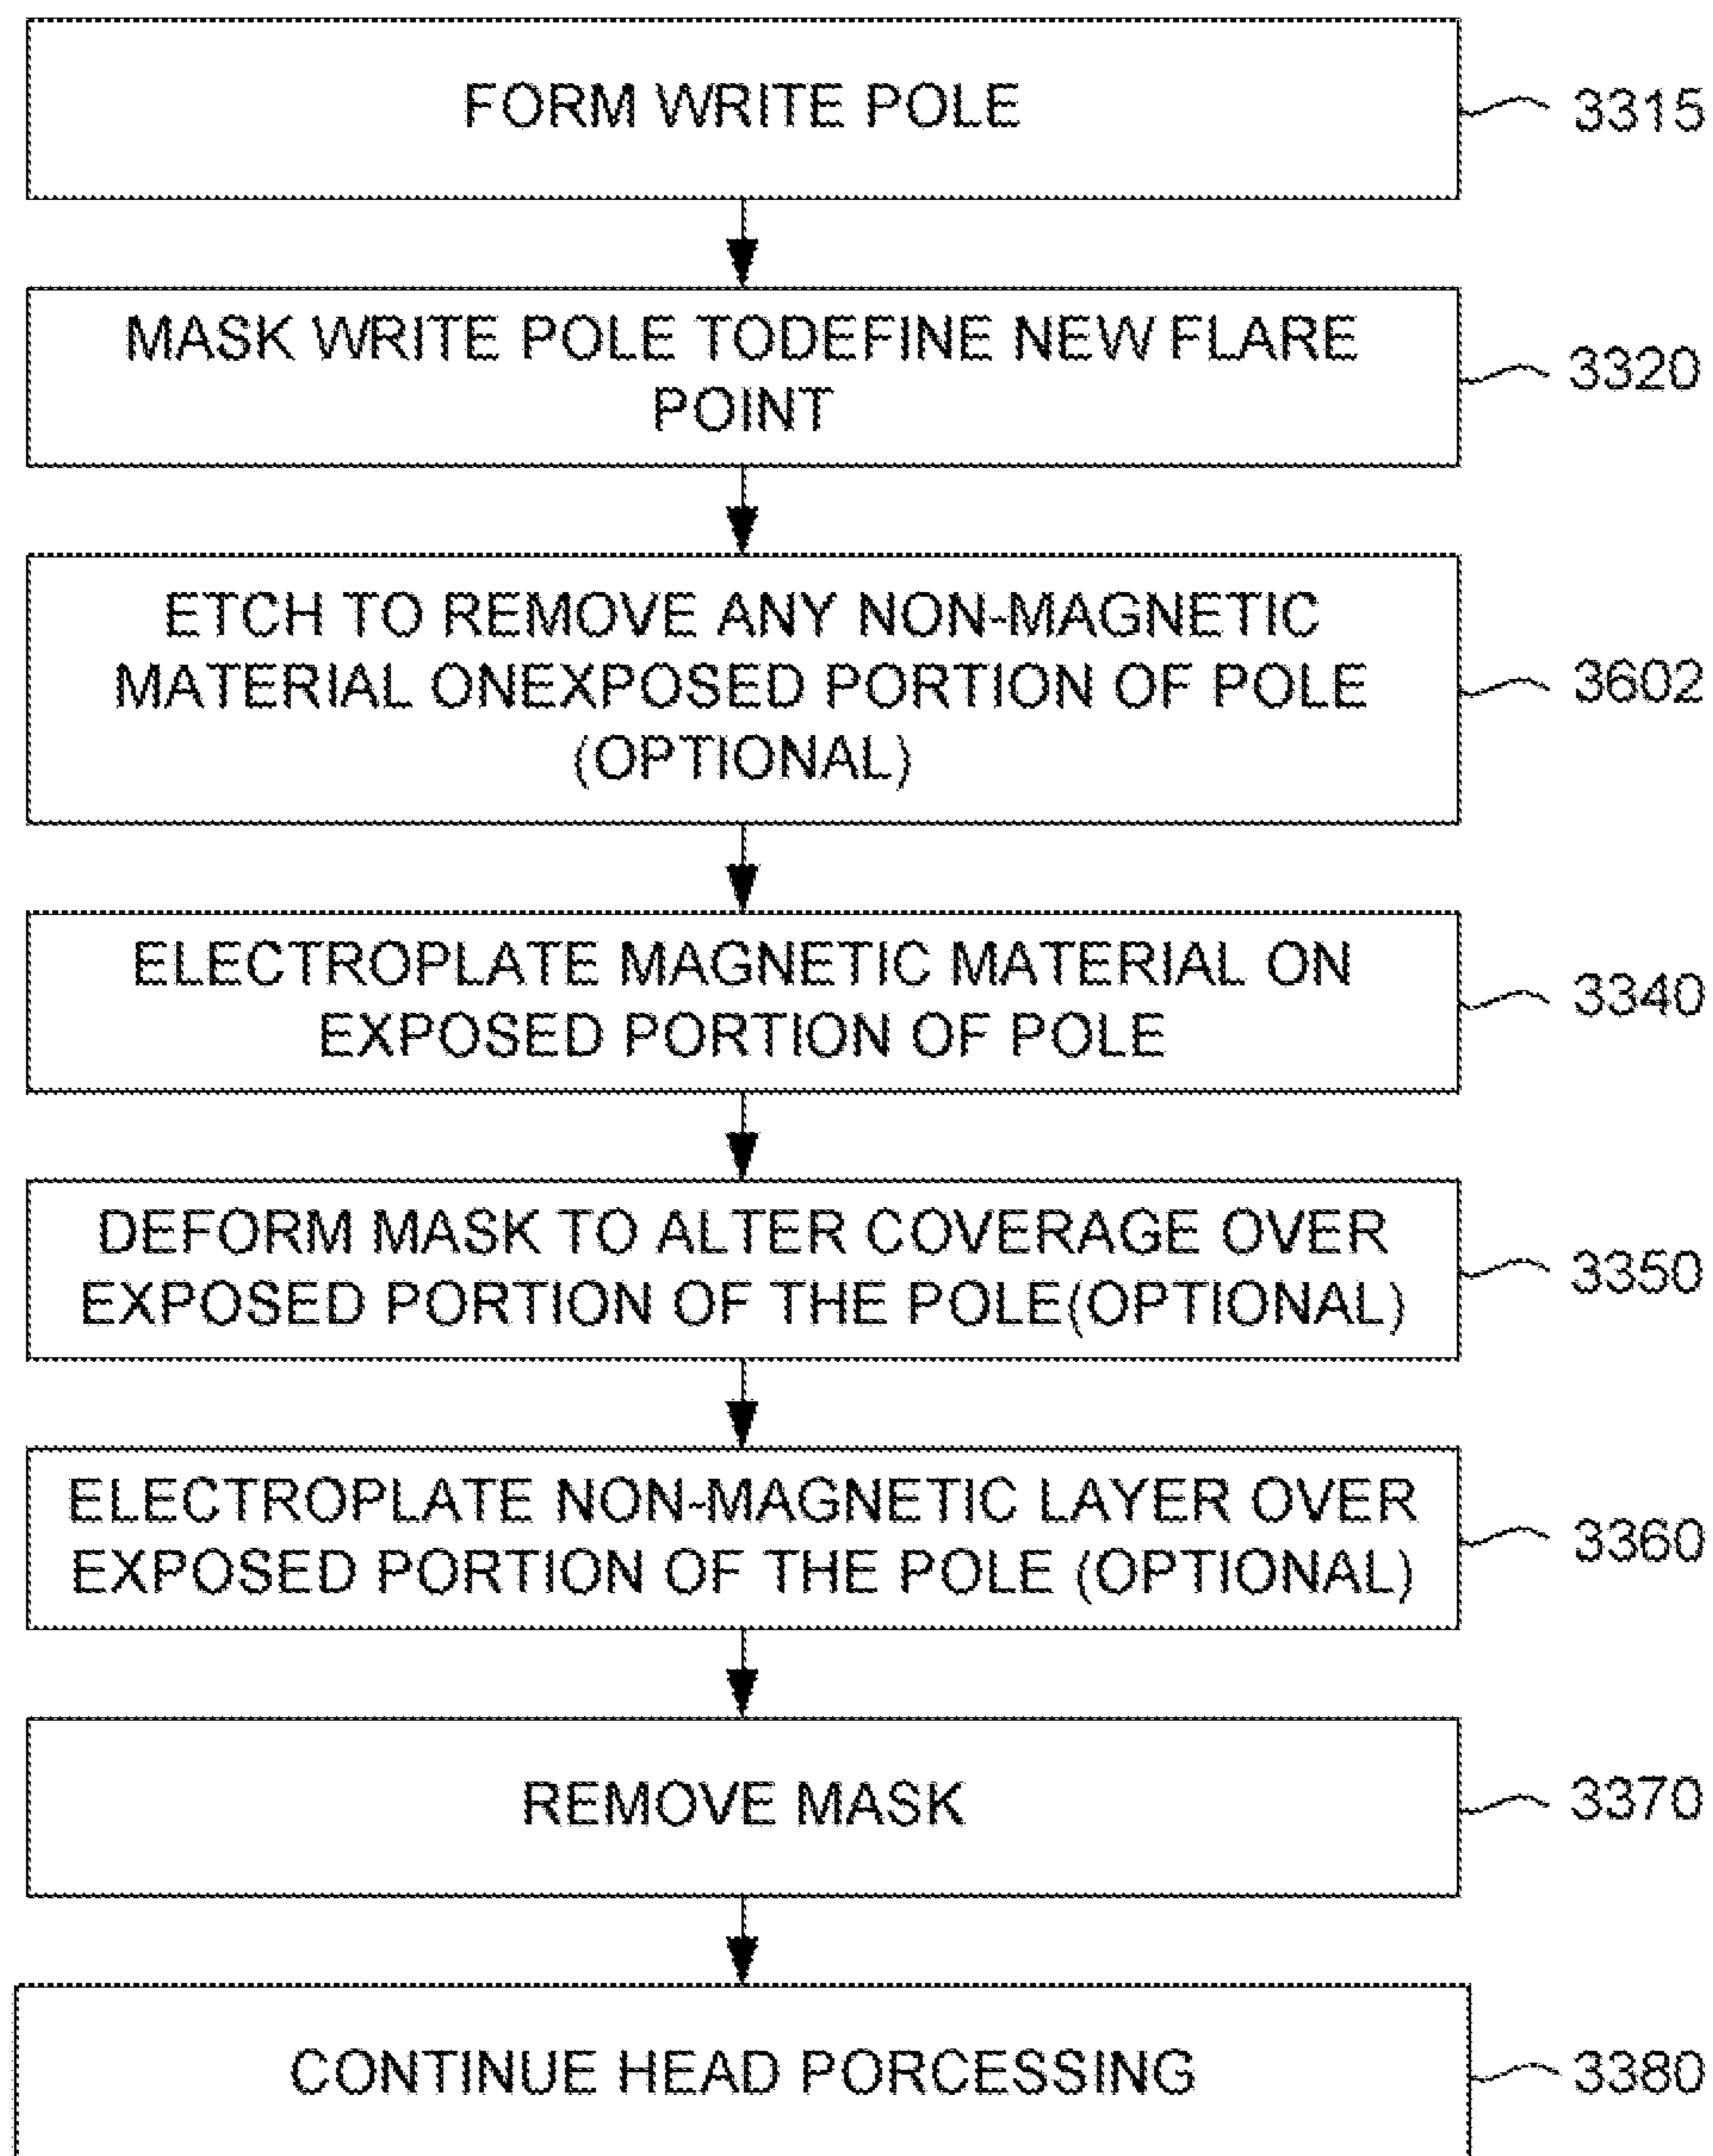 FORM WRITE POLE
3315
MASK WRITE POLE TODEFINE NEW FLARE
POINT
3320
ETCH TO REMOVE ANY NON-MAGNETIC
MATERIAL ONEXPOSED PORTION OF POLE
(OPTIONAL)
3602
ELECTROPLATE MAGNETIC MATERIAL ON
EXPOSED PORTION OF POLE
3340
DEFORM MASK TO ALTER COVERAGE OVER
EXPOSED PORTION OF THE POLE(OPTIONAL)
3350
ELECTROPLATE NON-MAGNETIC LAYER OVER
EXPOSED PORTION OF THE POLE (OPTIONAL)
3360
REMOVE MASK
3370
CONTINUE HEAD PORCESSING
3380